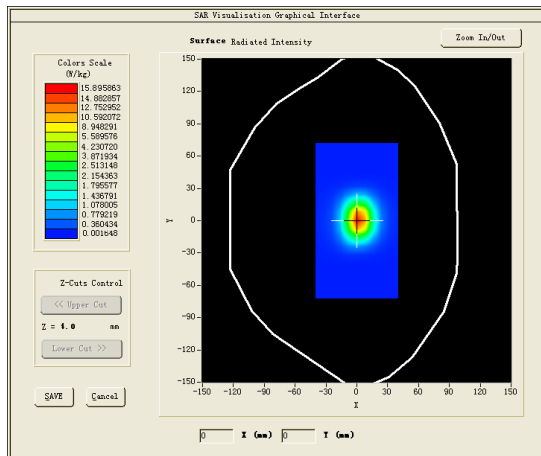 SAR Visualisation Graphical Interface
Surface Radiated Intensity
Zoom In/Out
Colors Scale
(W/kg)
15.895863
14.882857
12.752952
10.592072
8.948291
5.589576
4.230720
3.871934
2.513148
2.154363
1.795577
1.436791
1.078005
0.779219
0.360434
0.001648
150
120
90
60
30
0
-30
-60
-90
-120
-150
Y
-150 -120 -90 -60 -30 0 30 60 90 120 150
X
Z-Cuts Control
<< Upper Cut
Z = 4.0 mm
Lower Cut >>
SAVE Cancel
0 X (mm) 0 Y (mm)